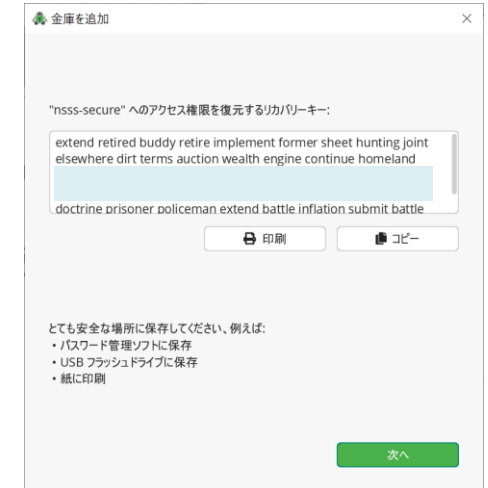 金庫を追加
"nsss-secure" へのアクセス権限を復元するリカバリーキー:
extend retired buddy retire implement former sheet hunting joint
elsewhere dirt terms auction wealth engine continue homeland
doctrine prisoner policeman extend battle inflation submit battle
印刷
コピー
とても安全な場所に保存してください、例えば:
・パスワード管理ソフトに保存
・USB フラッシュドライブに保存
・紙に印刷
次へ